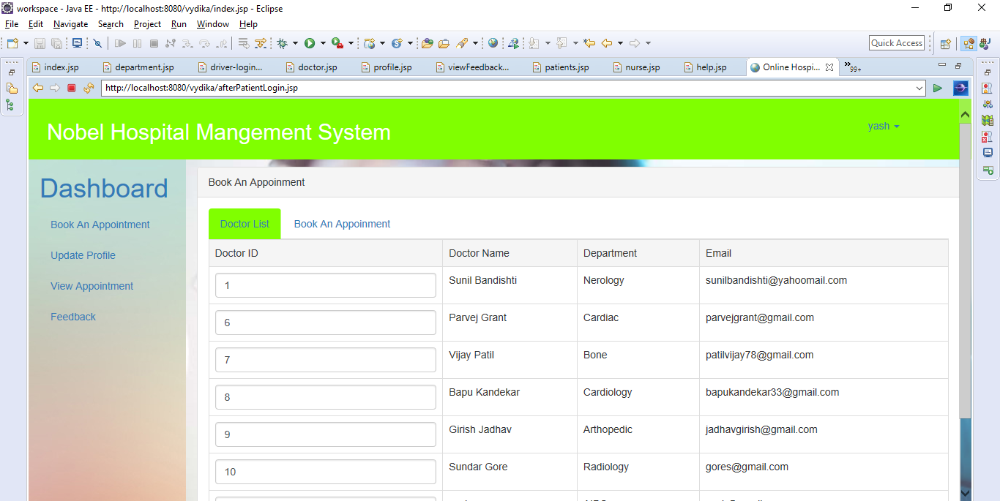 workspace - Java EE - http://localhost:8080/vydika/index.jsp - Eclipse
File Edit Navigate Search Project Run Window Help
Quick Access
index.jsp department.jsp driver-login... doctor.jsp profile.jsp viewFeedback... patients.jsp nurse.jsp help.jsp Online Hospi... 99+
http://localhost:8080/vydika/afterPatientLogin.jsp
Nobel Hospital Mangement System
yash
Dashboard
Book An Appointment
Update Profile
View Appointment
Feedback
Book An Appoinment
Doctor List Book An Appoinment
Doctor ID Doctor Name Department Email
1 Sunil Bandishti Nerology sunilbandishti@yahoomail.com
6 Parvej Grant Cardiac parvejgrant@gmail.com
7 Vijay Patil Bone patilvijay78@gmail.com
8 Bapu Kandekar Cardiology bapukandekar33@gmail.com
9 Girish Jadhav Arthopedic jadhavgirish@gmail.com
10 Sundar Gore Radiology gores@gmail.com